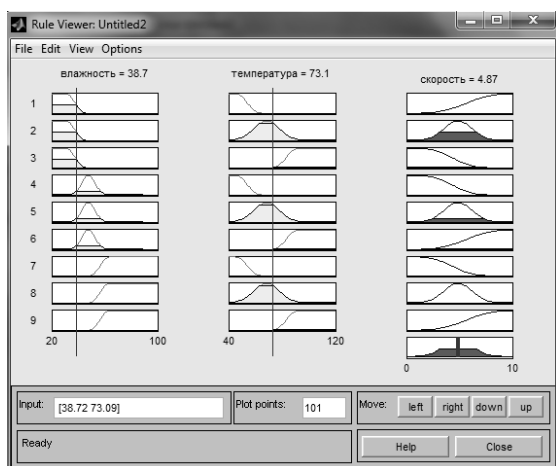 Rule Viewer: Untitled2
File Edit View Options
влажность = 38.7
температура = 73.1
скорость = 4.87
1
2
3
4
5
6
7
8
9
20 100
40 120
0 10
Input: [38.72 73.09]
Plot points: 101
Move: left right down up
Ready
Help Close